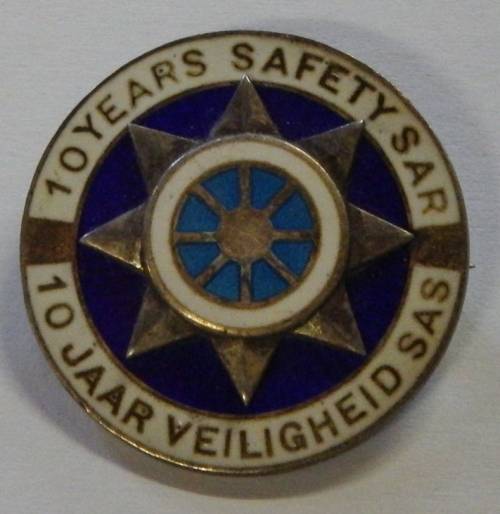 10 YEARS SAFETY SAR
10 JAAR VEILIGHEID SAS